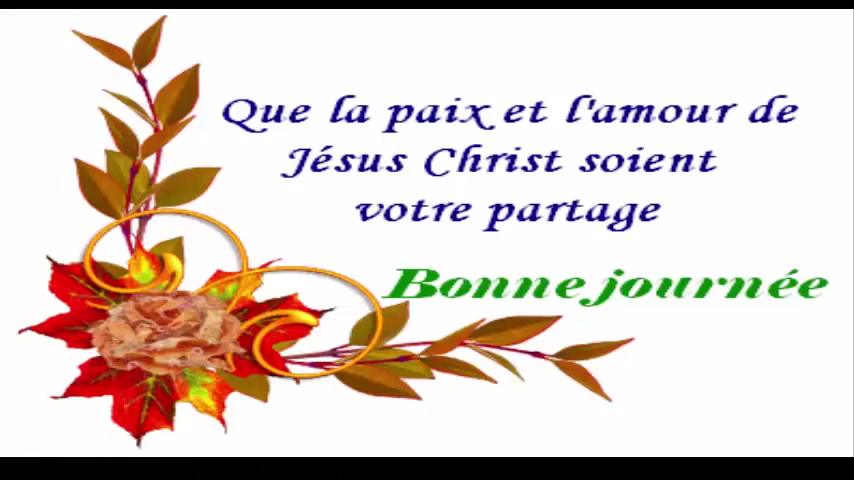 Que la paix et l'amour de
Jésus Christ soient
votre partage
Bonne journée